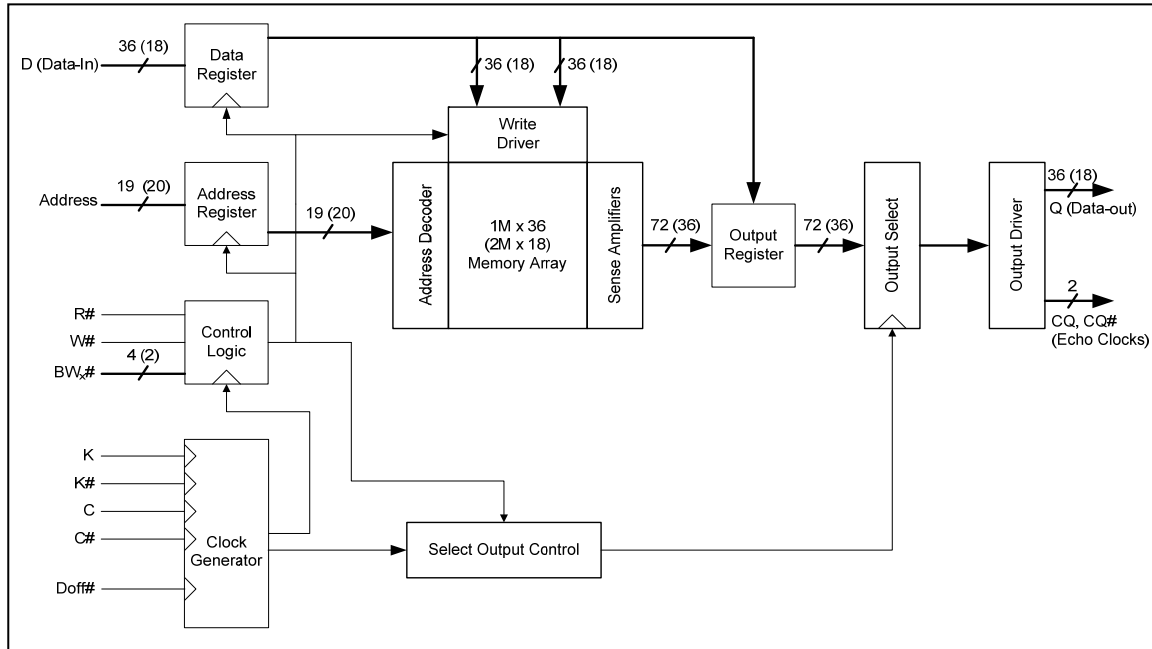 D (Data-In)
36 (18)
Data
Register
36 (18)
36 (18)
Write
Driver
Address
19 (20)
Address
Register
19 (20)
Address Decoder
1M x 36
(2M x 18)
Memory Array
Sense Amplifiers
72 (36)
Output
Register
72 (36)
Output Select
Output Driver
36 (18)
Q (Data-out)
2
CQ, CQ#
(Echo Clocks)
R#
W#
BWx#
4 (2)
Control
Logic
K
K#
C
C#
Doff#
Clock
Generator
Select Output Control